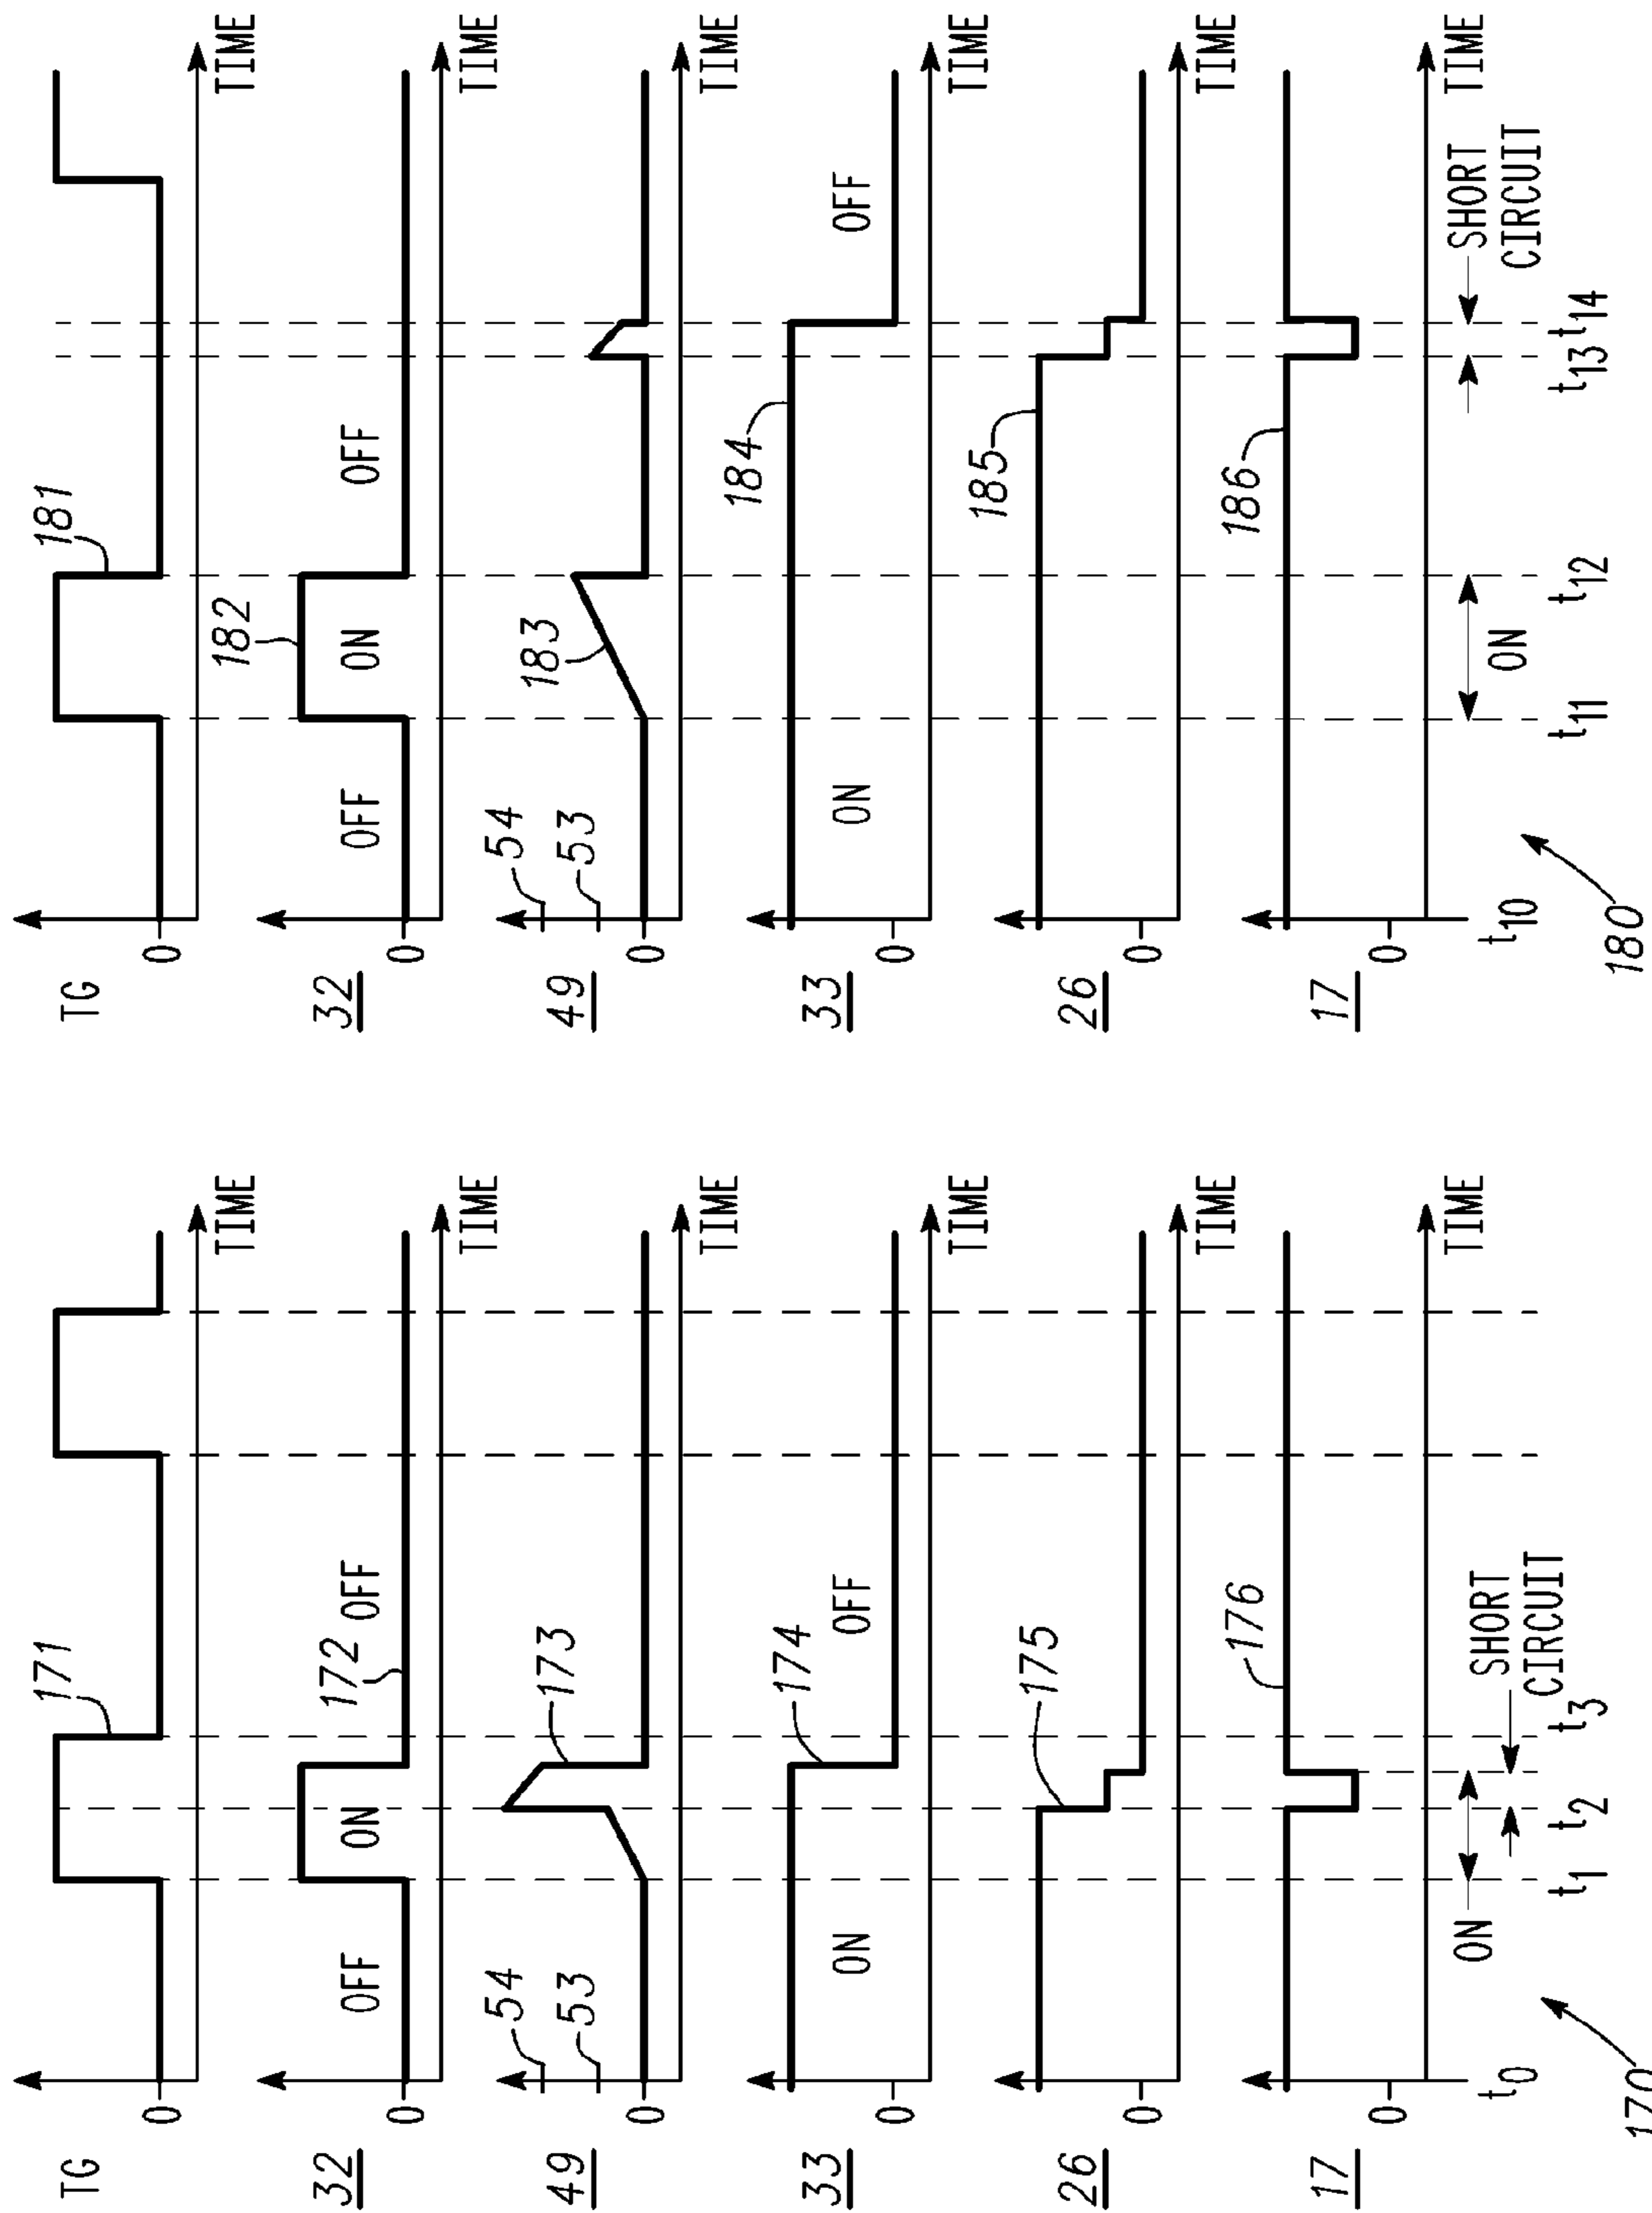 TG
0
171
TIME
32
0
OFF
ON
172
OFF
TIME
49
0
54
53
173
TIME
33
0
ON
174
OFF
TIME
26
0
175
TIME
17
0
176
TIME
ON
SHORT
CIRCUIT
t0
t1
t2
t3
170
TG
0
181
TIME
32
0
OFF
182
ON
OFF
TIME
49
0
54
53
183
TIME
33
0
ON
184
OFF
TIME
26
0
185
TIME
17
0
186
TIME
ON
SHORT
CIRCUIT
t10
t11
t12
t13
t14
180